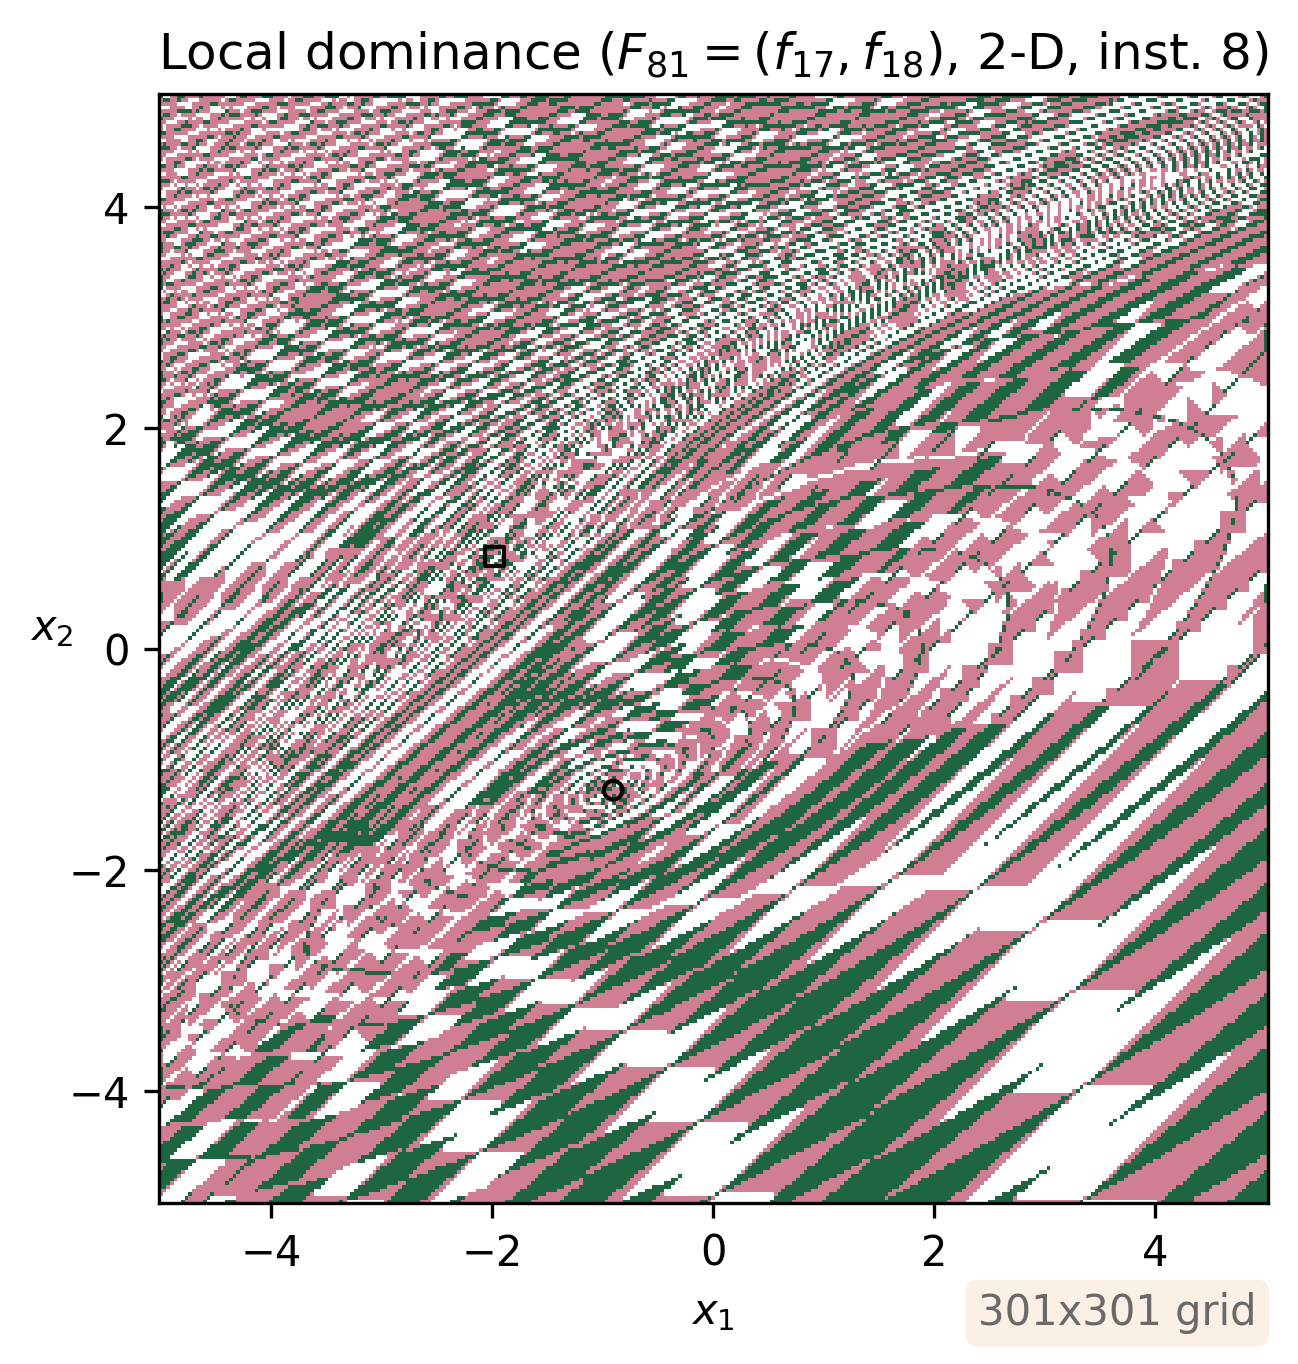 Local dominance (F₈₁ = (f₁₇, f₁₈), 2-D, inst. 8)
4
2
x₂
0
−2
−4
−4 −2 0 2 4
x₁
301x301 grid